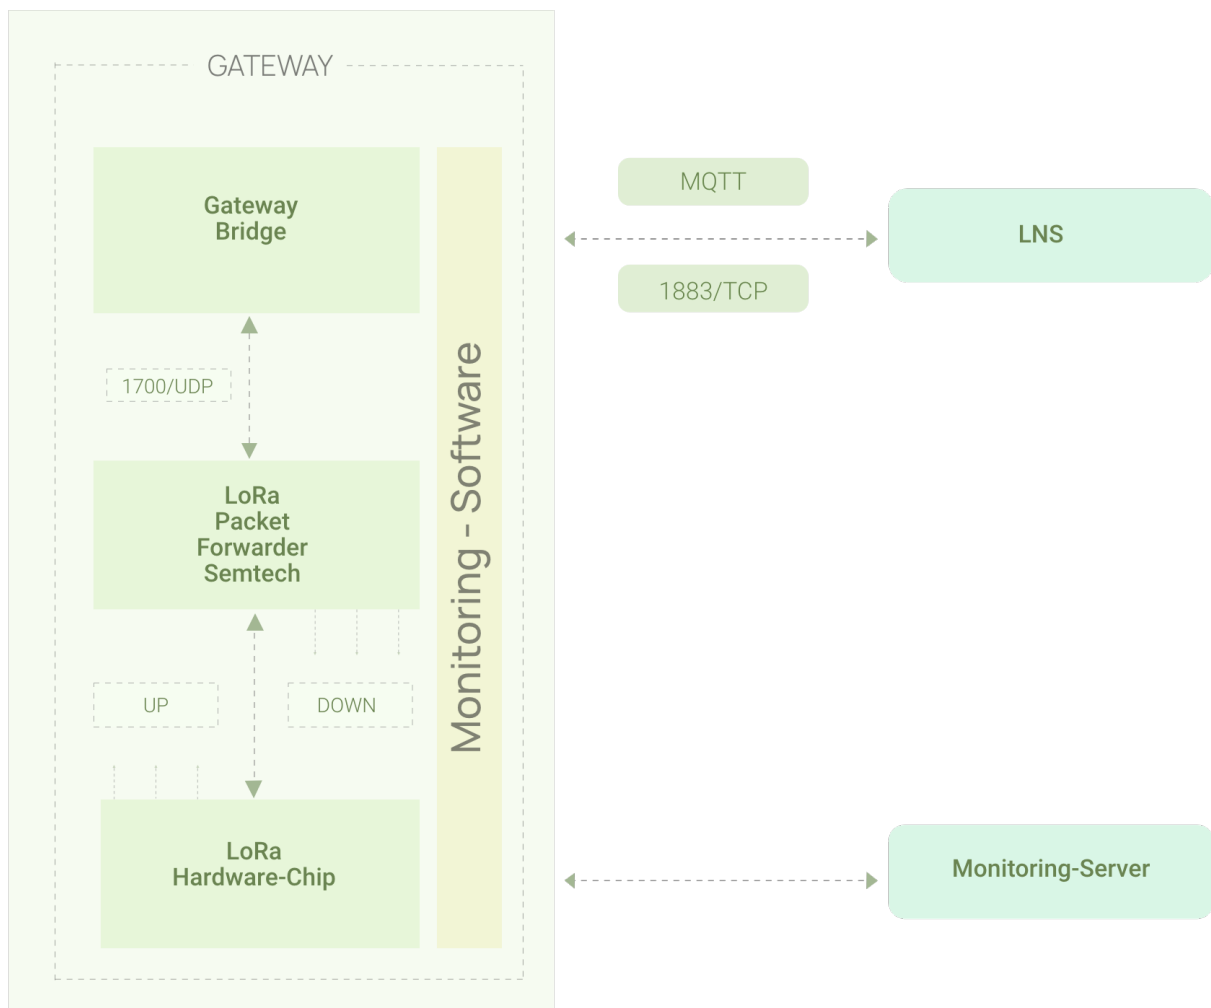 GATEWAY
Gateway
Bridge
1700/UDP
LoRa
Packet
Forwarder
Semtech
UP
DOWN
LoRa
Hardware-Chip
Monitoring - Software
MQTT
1883/TCP
LNS
Monitoring-Server